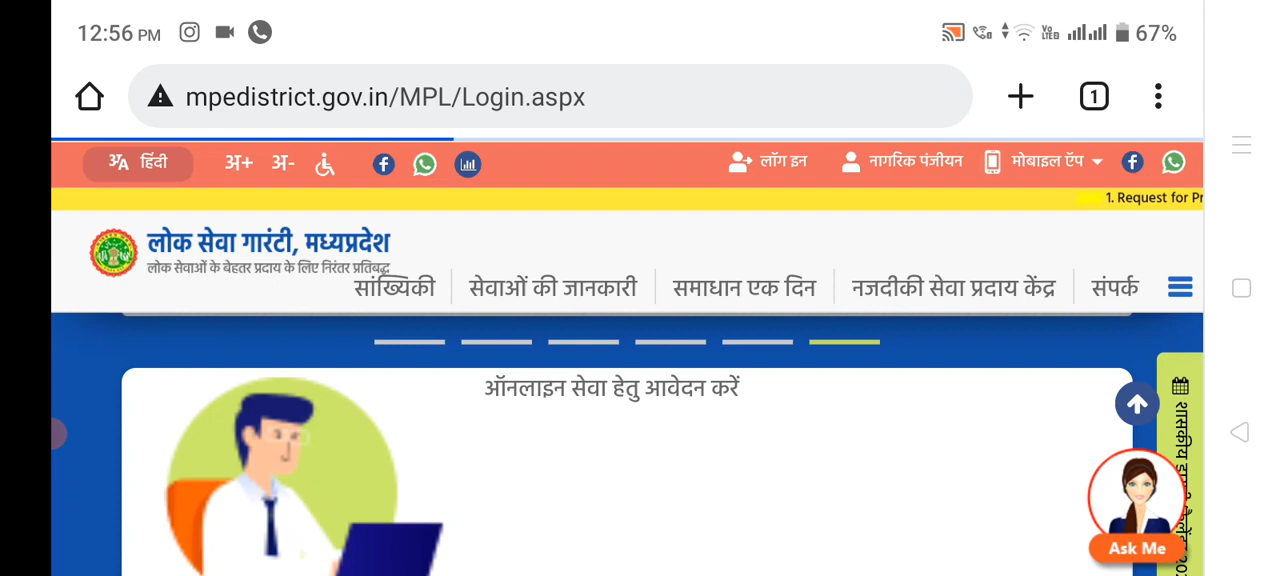 12:56 PM 67%
mpedistrict.gov.in/MPL/Login.aspx 1
हिंदी अ+ अ- लॉग इन नागरिक पंजीयन मोबाइल ऍप
1. Request for Pr
लोक सेवा गारंटी, मध्यप्रदेश
लोक सेवाओं के बेहतर प्रदाय के लिए निरंतर प्रतिबद्ध
सांख्यिकी सेवाओं की जानकारी समाधान एक दिन नजदीकी सेवा प्रदाय केंद्र संपर्क
ऑनलाइन सेवा हेतु आवेदन करें
शासकीय
Ask Me